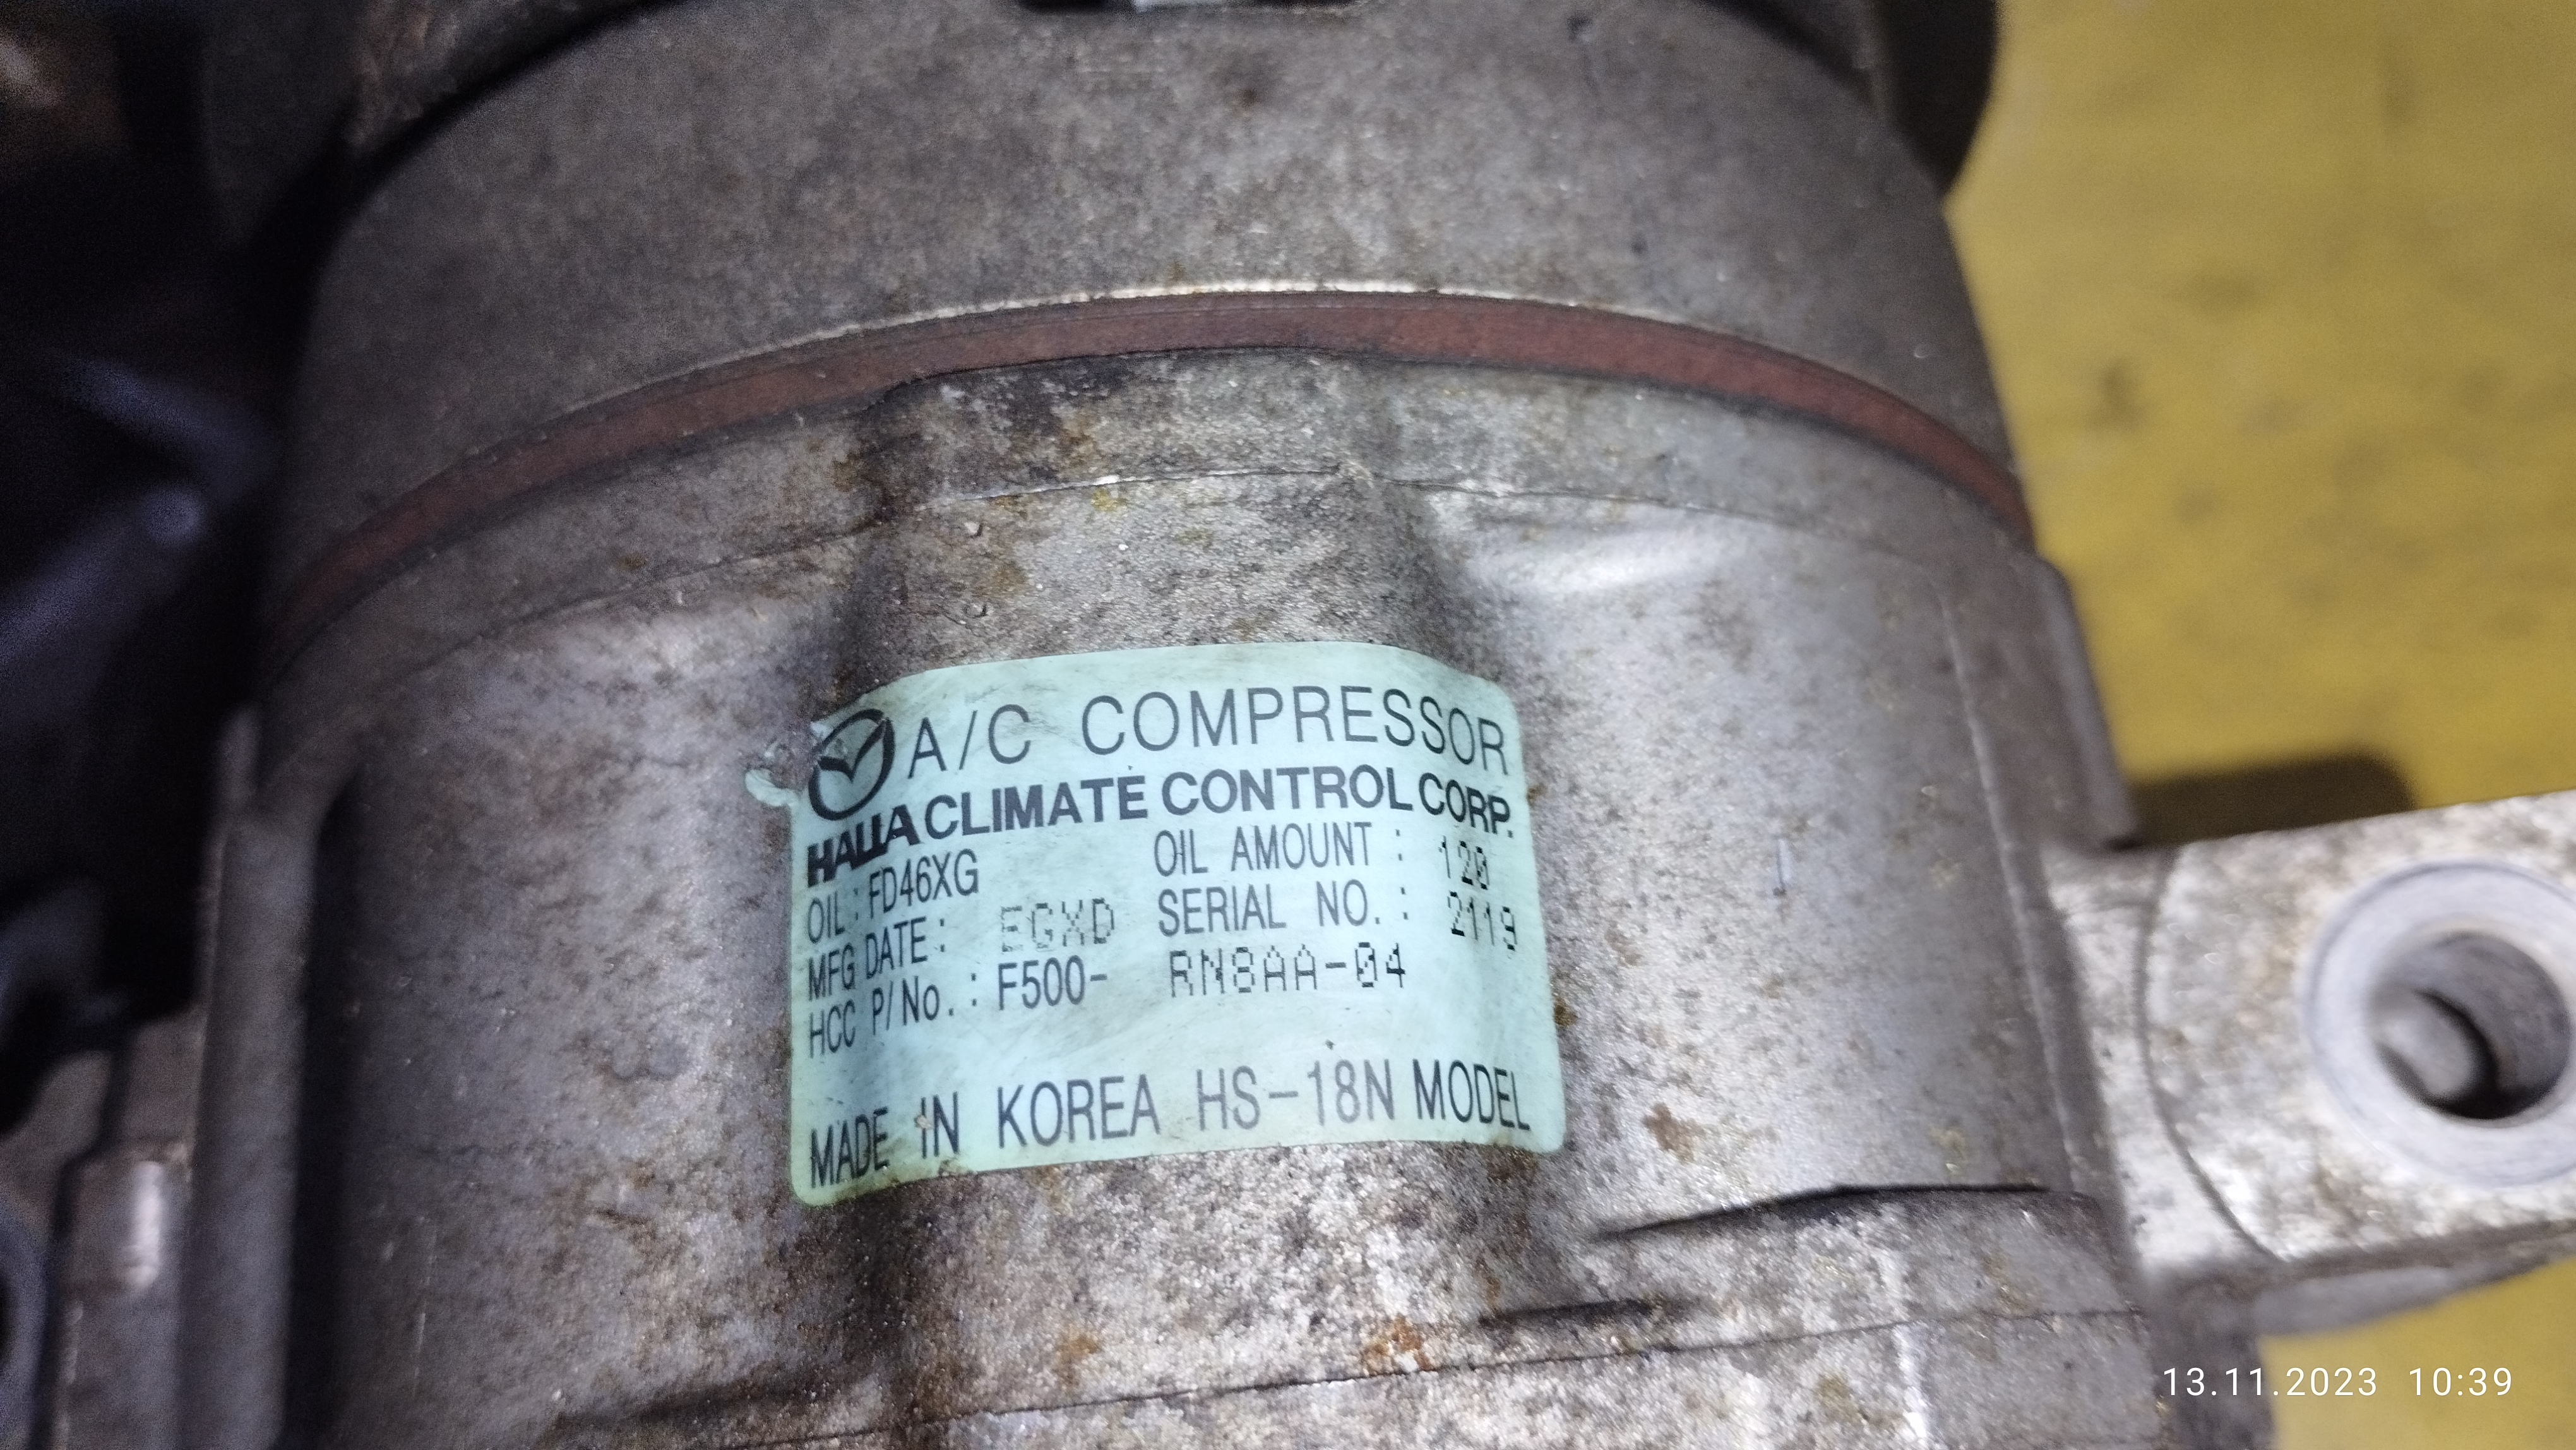 A/C COMPRESSOR
HALLA CLIMATE CONTROL CORP.
OIL : FD46XG OIL AMOUNT : 120
MFG DATE : EGXD SERIAL NO. : 2119
HCC P/No. : F500- RN8AA-04
MADE IN KOREA HS-18N MODEL
13.11.2023 10:39